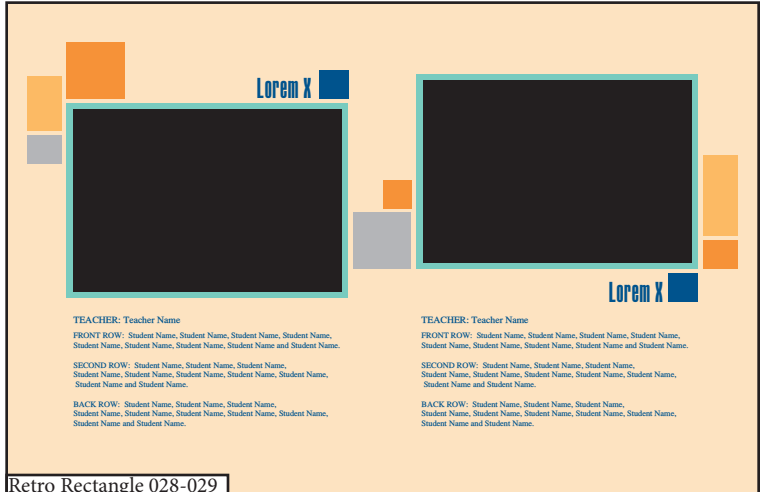 Lorem X
TEACHER: Teacher Name
FRONT ROW:  Student Name, Student Name, Student Name, Student Name,
Student Name, Student Name, Student Name, Student Name and Student Name.
SECOND ROW:  Student Name, Student Name, Student Name,
Student Name, Student Name, Student Name, Student Name, Student Name,
Student Name and Student Name.
BACK ROW:  Student Name, Student Name, Student Name,
Student Name, Student Name, Student Name, Student Name, Student Name,
Student Name and Student Name.
Lorem X
TEACHER: Teacher Name
FRONT ROW:  Student Name, Student Name, Student Name, Student Name,
Student Name, Student Name, Student Name, Student Name and Student Name.
SECOND ROW:  Student Name, Student Name, Student Name,
Student Name, Student Name, Student Name, Student Name, Student Name,
Student Name and Student Name.
BACK ROW:  Student Name, Student Name, Student Name,
Student Name, Student Name, Student Name, Student Name, Student Name,
Student Name and Student Name.
Retro Rectangle 028-029